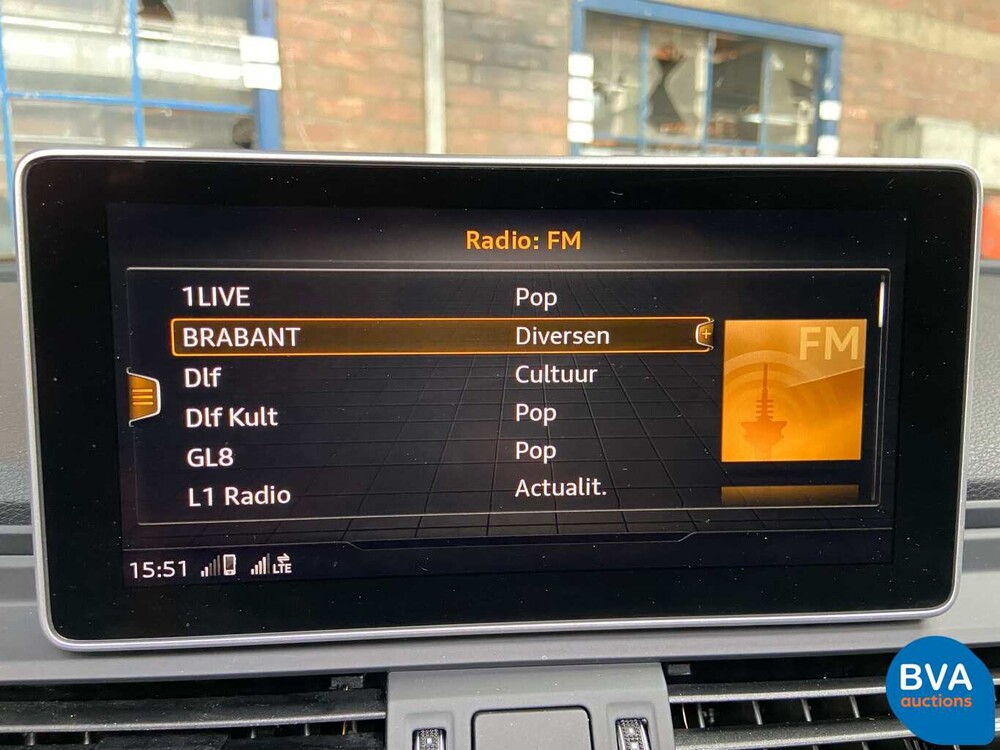 Radio: FM
1LIVE Pop
BRABANT Diversen
Dlf Cultuur
Dlf Kult Pop
GL8 Pop
L1 Radio Actualit.
FM
15:51 LTE
BVA
auctions